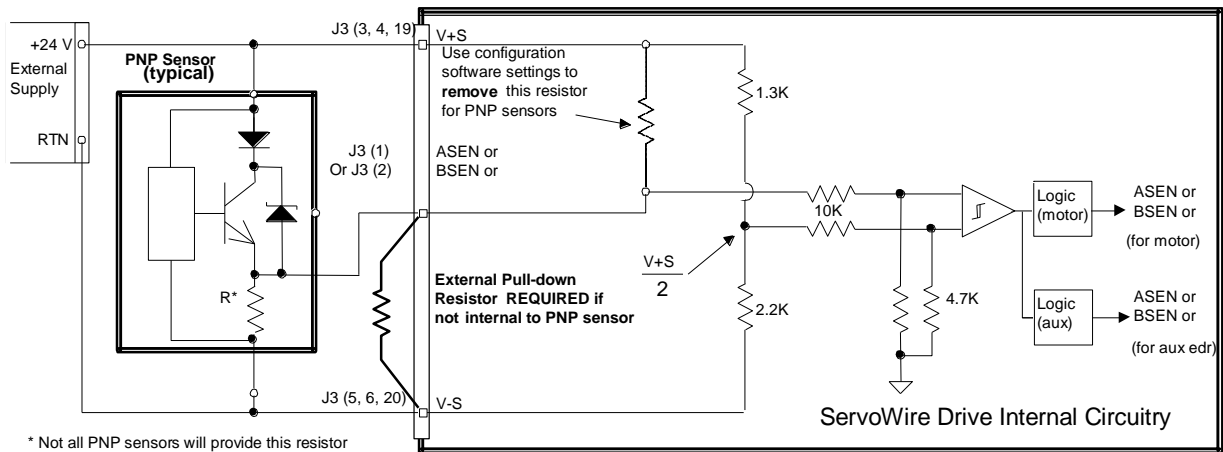 +24 V
External
Supply
RTN
PNP Sensor
(typical)
R*
* Not all PNP sensors will provide this resistor
J3 (3, 4, 19)
V+S
Use configuration
software settings to
remove this resistor
for PNP sensors
J3 (1)
Or J3 (2)
ASEN or
BSEN or
External Pull-down
Resistor REQUIRED if
not internal to PNP sensor
J3 (5, 6, 20)
V-S
1.3K
V+S
2
2.2K
10K
4.7K
Logic
(motor)
ASEN or
BSEN or
(for motor)
Logic
(aux)
ASEN or
BSEN or
(for aux edr)
ServoWire Drive Internal Circuitry